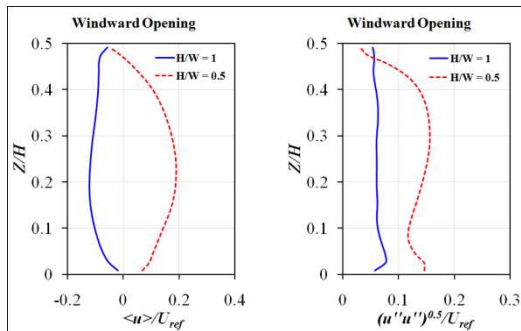 Windward Opening
0.5
0.4
0.3
0.2
0.1
0
Z/H
H/W = 1
H/W = 0.5
-0.2 0 0.2 0.4
<u>/U_ref
Windward Opening
0.5
0.4
0.3
0.2
0.1
0
Z/H
H/W = 1
H/W = 0.5
0 0.1 0.2 0.3
(u''u'')^0.5/U_ref